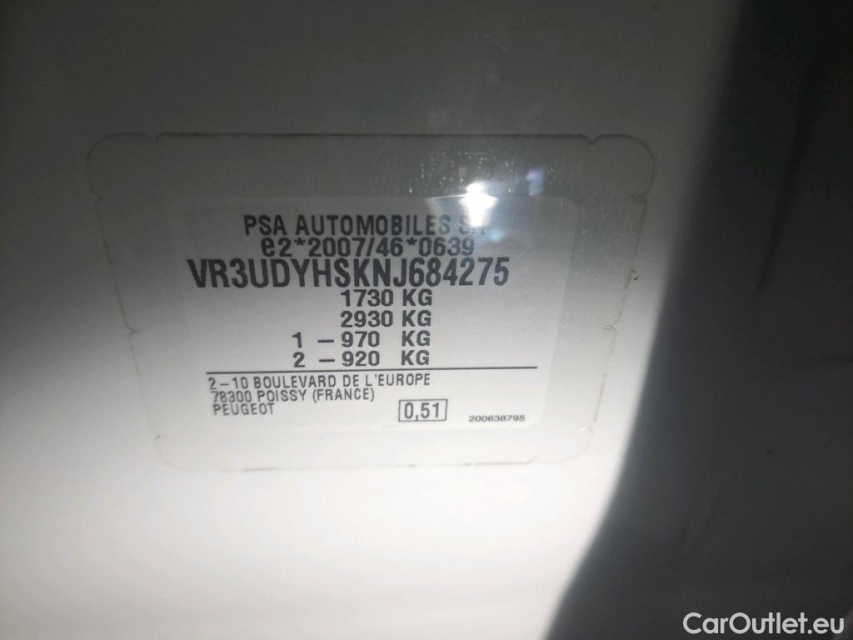 PSA AUTOMOBILES SA
e2*2007/46*0639
VR3UDYHSKNJ684275
1730 KG
2930 KG
1 – 970 KG
2 – 920 KG
2–10 BOULEVARD DE L'EUROPE
78300 POISSY (FRANCE)
PEUGEOT
0,51
200638795
CarOutlet.eu